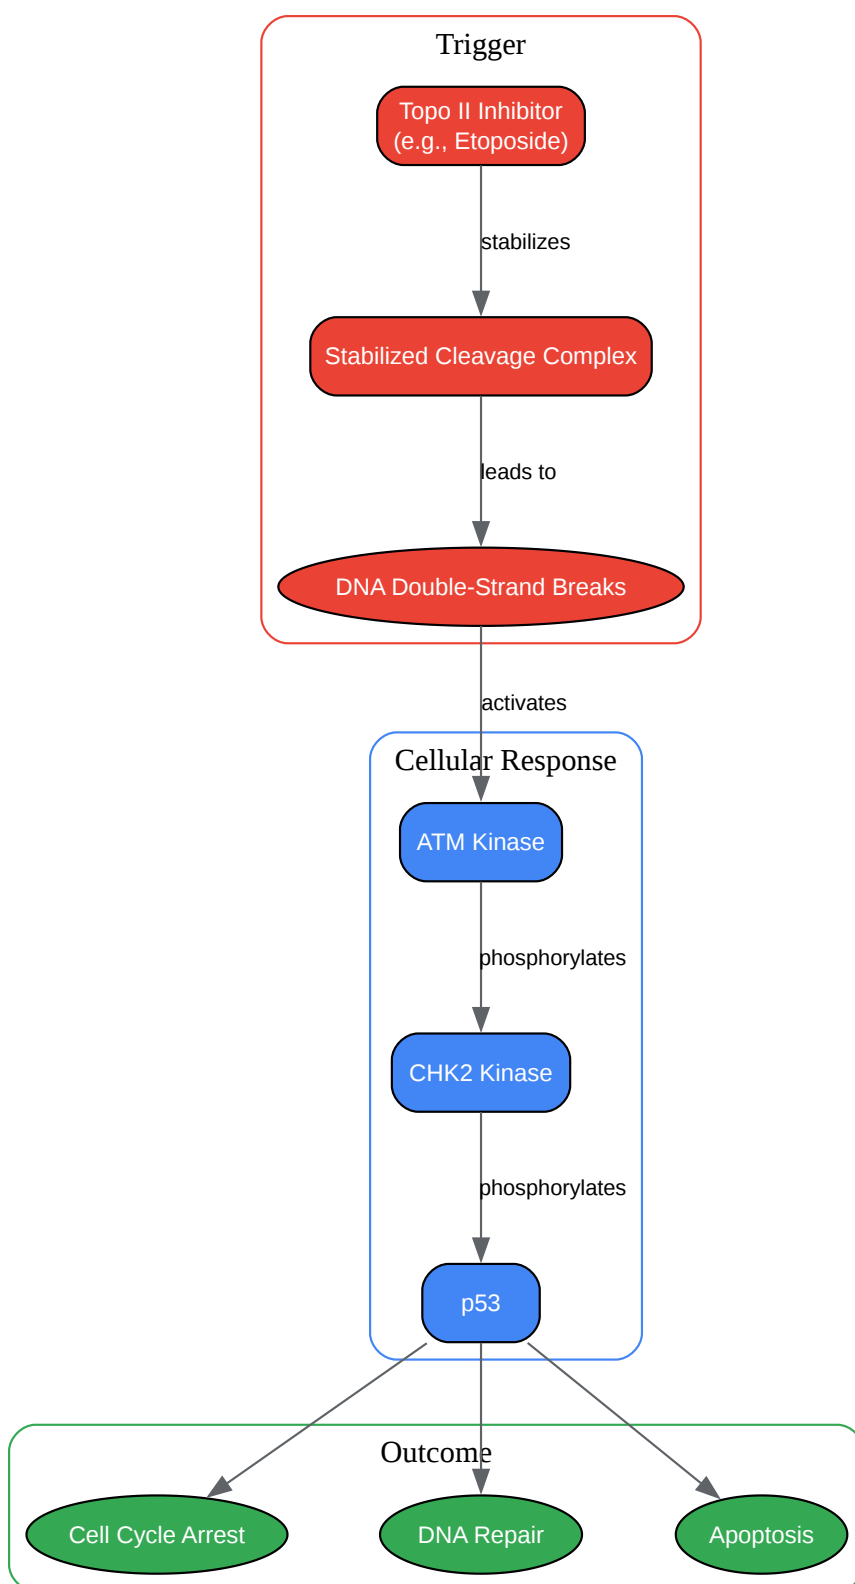 Trigger
Topo II Inhibitor
(e.g., Etoposide)
stabilizes
Stabilized Cleavage Complex
leads to
DNA Double-Strand Breaks
activates
Cellular Response
ATM Kinase
phosphorylates
CHK2 Kinase
phosphorylates
p53
Outcome
Cell Cycle Arrest
DNA Repair
Apoptosis